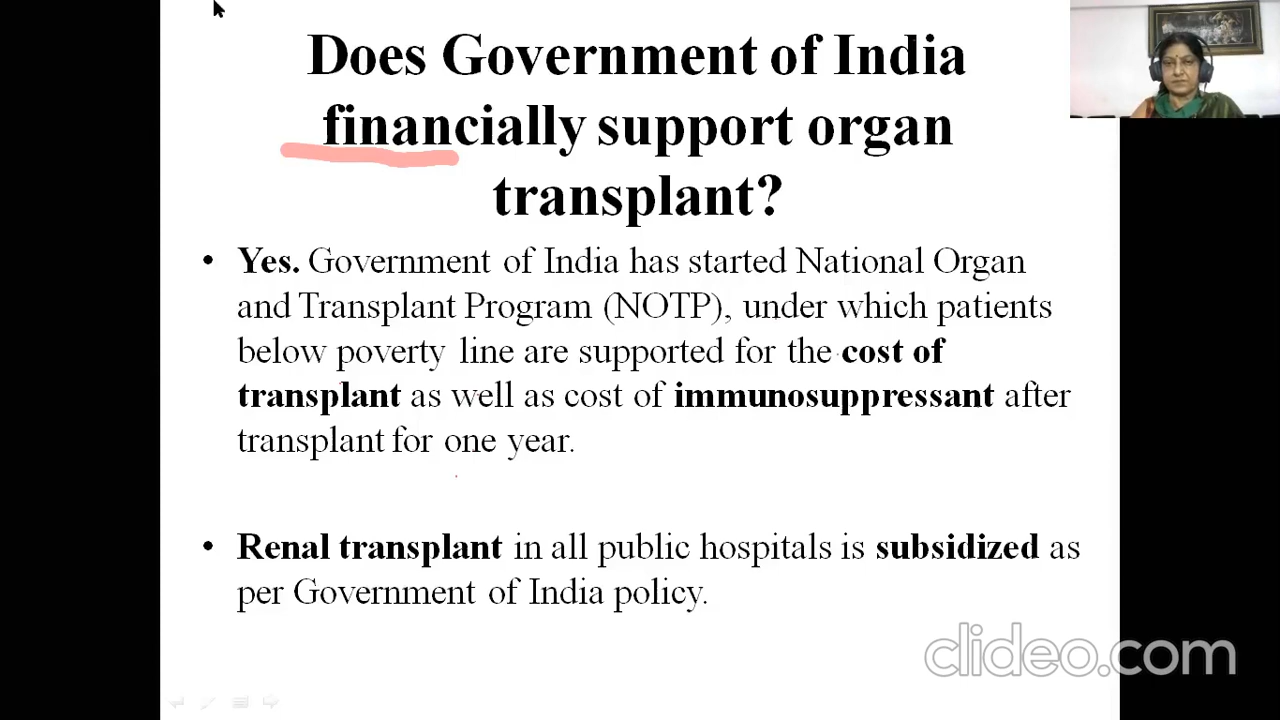 Does Government of India
financially support organ
transplant?
• Yes. Government of India has started National Organ
and Transplant Program (NOTP), under which patients
below poverty line are supported for the cost of
transplant as well as cost of immunosuppressant after
transplant for one year.
• Renal transplant in all public hospitals is subsidized as
per Government of India policy.
clideo.com